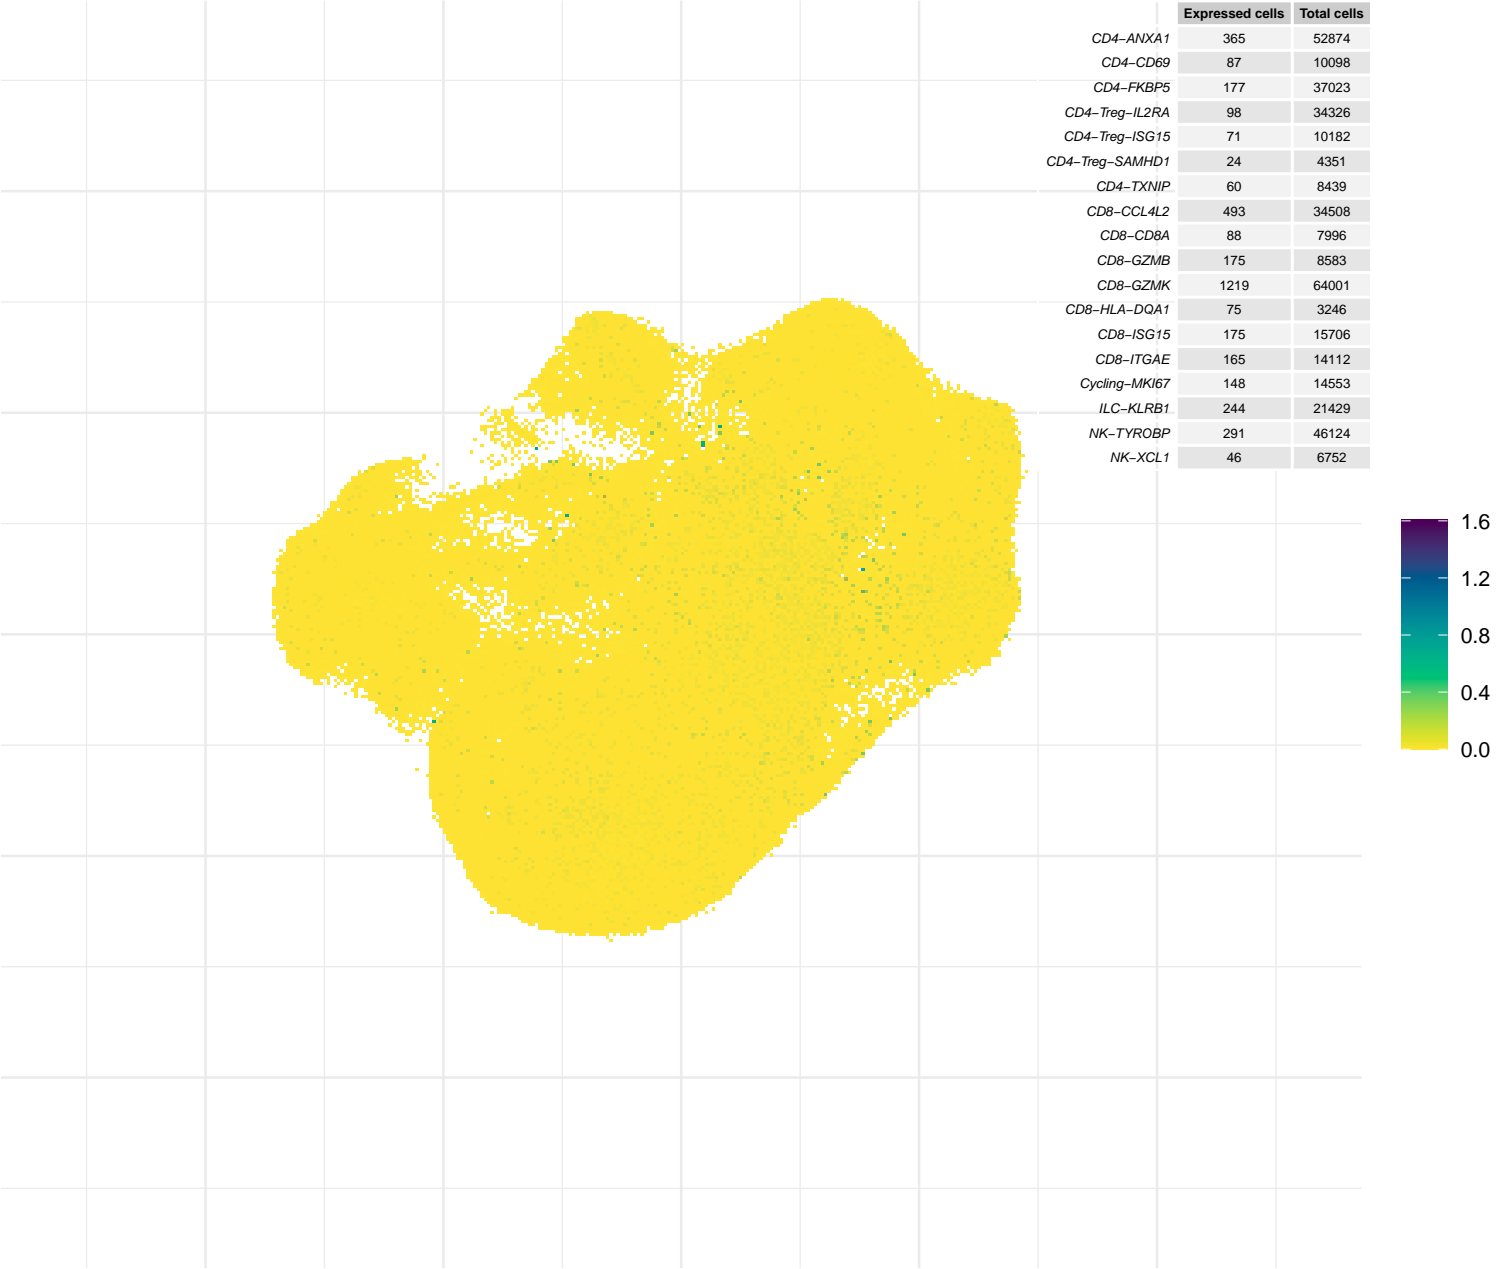 Expressed cells Total cells
CD4−ANXA1 365 52874
CD4−CD69 87 10098
CD4−FKBP5 177 37023
CD4−Treg−IL2RA 98 34326
CD4−Treg−ISG15 71 10182
CD4−Treg−SAMHD1 24 4351
CD4−TXNIP 60 8439
CD8−CCL4L2 493 34508
CD8−CD8A 88 7996
CD8−GZMB 175 8583
CD8−GZMK 1219 64001
CD8−HLA−DQA1 75 3246
CD8−ISG15 175 15706
CD8−ITGAE 165 14112
Cycling−MKI67 148 14553
ILC−KLRB1 244 21429
NK−TYROBP 291 46124
NK−XCL1 46 6752
1.6
1.2
0.8
0.4
0.0